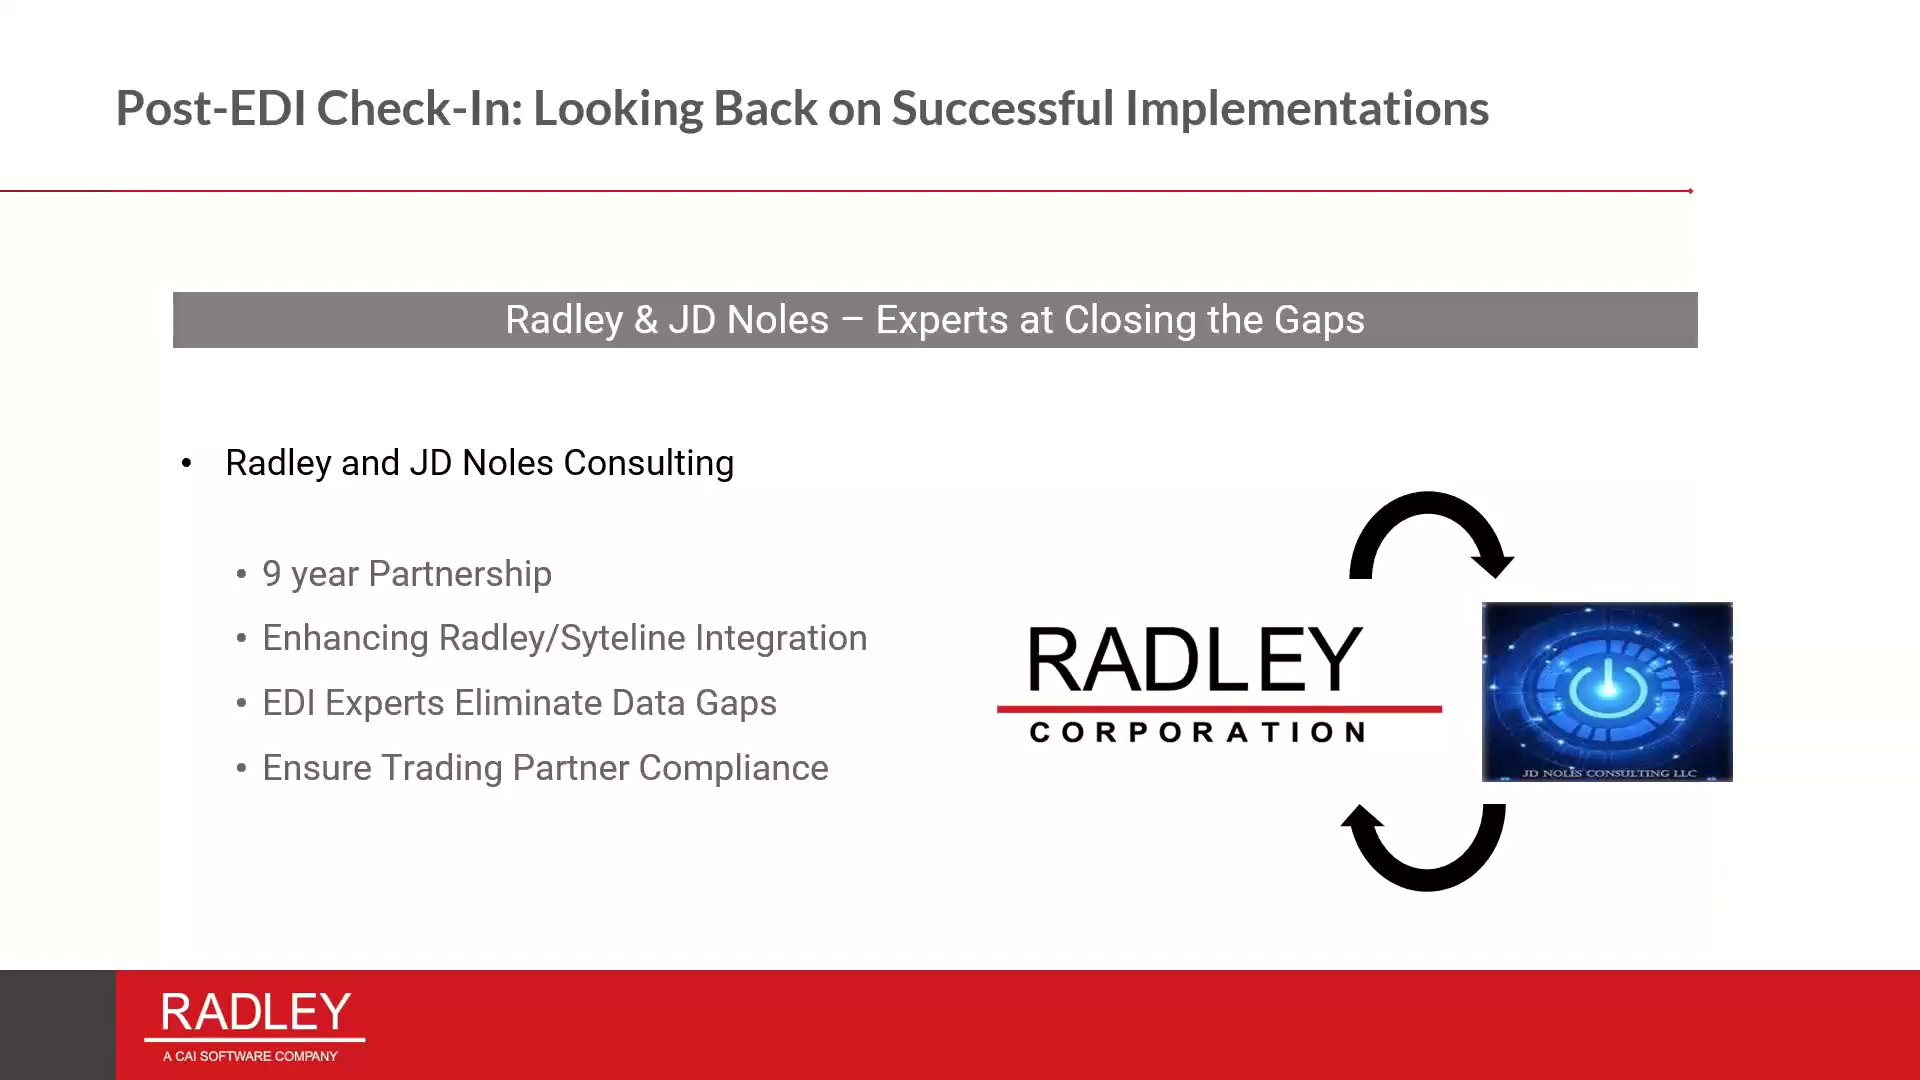 Post-EDI Check-In: Looking Back on Successful Implementations
Radley & JD Noles – Experts at Closing the Gaps
• Radley and JD Noles Consulting
• 9 year Partnership
• Enhancing Radley/Syteline Integration
• EDI Experts Eliminate Data Gaps
• Ensure Trading Partner Compliance
RADLEY
CORPORATION
JD NOLES CONSULTING LLC
RADLEY
A CAI SOFTWARE COMPANY